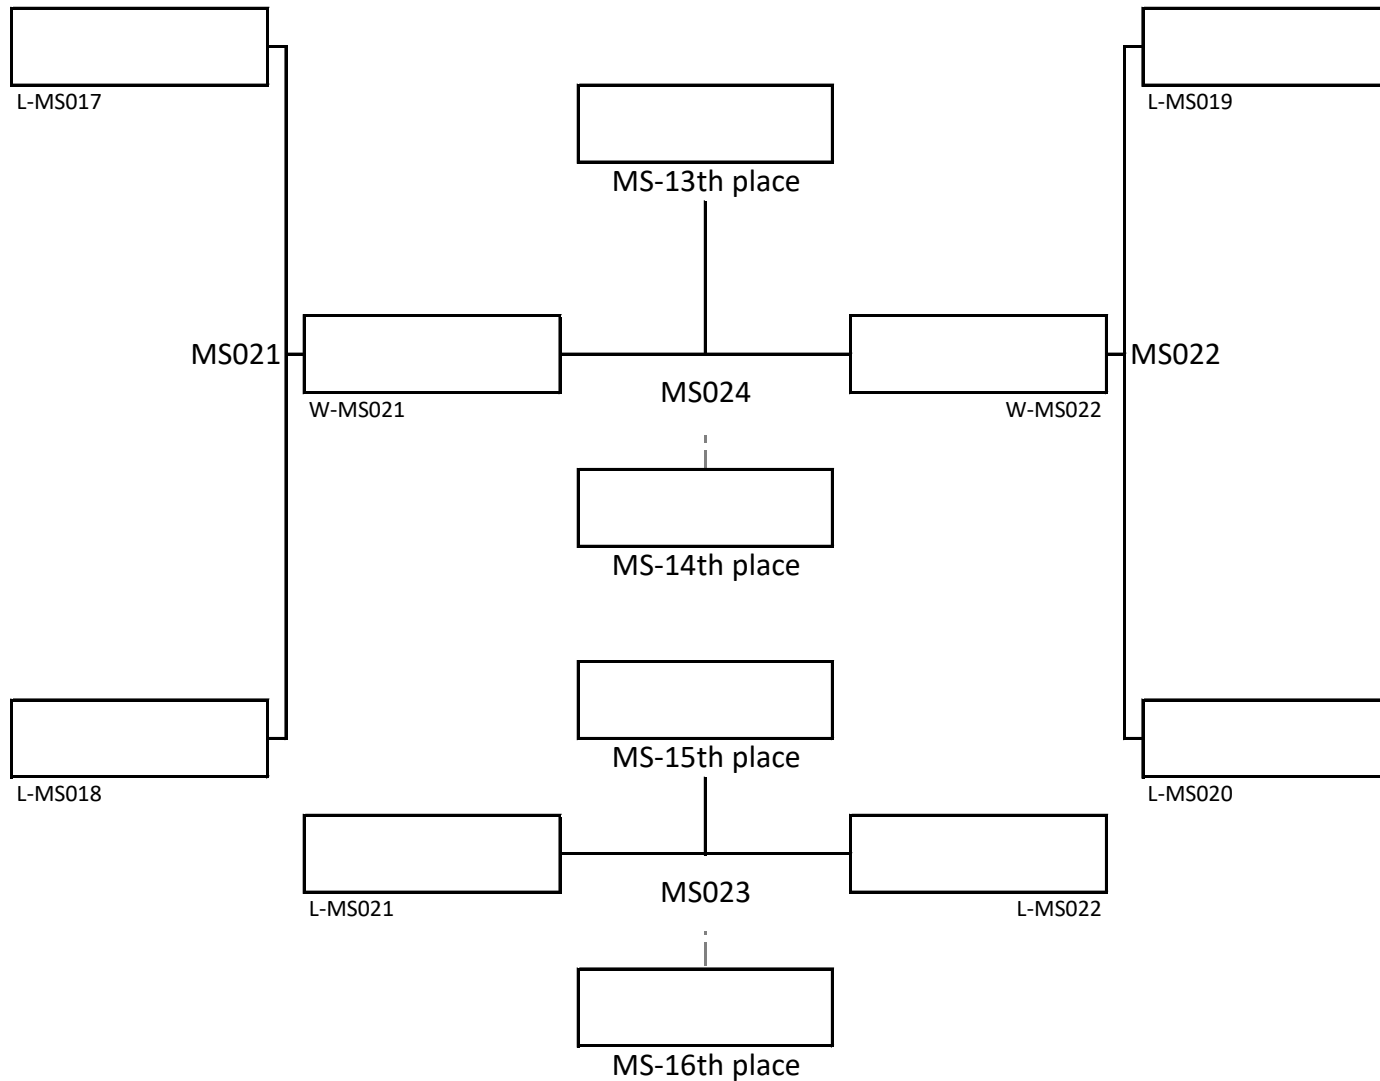 L-MS017
L-MS019
MS-13th place
MS021
MS022
W-MS021
MS024
W-MS022
MS-14th place
MS-15th place
L-MS018
L-MS020
L-MS021
MS023
L-MS022
MS-16th place